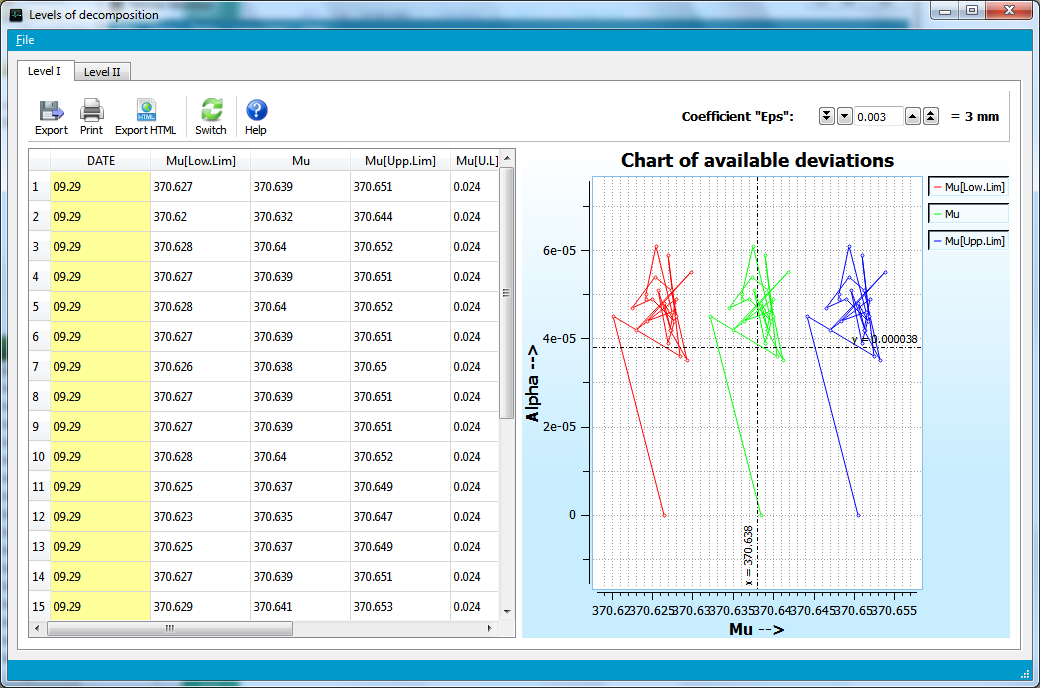 Levels of decomposition
File
Level I Level II
Export Print Export HTML Switch Help
Coefficient "Eps": 0.003 = 3 mm
DATE Mu[Low.Lim] Mu Mu[Upp.Lim] Mu[U.L]
1 09.29 370.627 370.639 370.651 0.024
2 09.29 370.62 370.632 370.644 0.024
3 09.29 370.628 370.64 370.652 0.024
4 09.29 370.627 370.639 370.651 0.024
5 09.29 370.628 370.64 370.652 0.024
6 09.29 370.627 370.639 370.651 0.024
7 09.29 370.626 370.638 370.65 0.024
8 09.29 370.627 370.639 370.651 0.024
9 09.29 370.627 370.639 370.651 0.024
10 09.29 370.628 370.64 370.652 0.024
11 09.29 370.625 370.637 370.649 0.024
12 09.29 370.623 370.635 370.647 0.024
13 09.29 370.625 370.637 370.649 0.024
14 09.29 370.627 370.639 370.651 0.024
15 09.29 370.629 370.641 370.653 0.024
Chart of available deviations
Mu[Low.Lim]
Mu
Mu[Upp.Lim]
6e-05
4e-05
2e-05
0
Alpha -->
y = 0.000038
x = 370.638
370.62 370.625 370.63 370.635 370.64 370.645 370.65 370.655
Mu -->